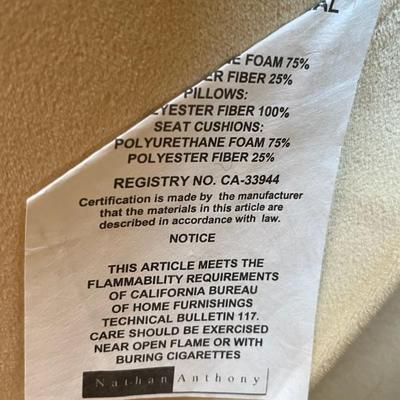 AL
E FOAM 75%
ER FIBER 25%
PILLOWS:
YESTER FIBER 100%
SEAT CUSHIONS:
POLYURETHANE FOAM 75%
POLYESTER FIBER 25%
REGISTRY NO. CA-33944
Certification is made by the manufacturer
that the materials in this article are
described in accordance with law.
NOTICE
THIS ARTICLE MEETS THE
FLAMMABILITY REQUIREMENTS
OF CALIFORNIA BUREAU
OF HOME FURNISHINGS
TECHNICAL BULLETIN 117.
CARE SHOULD BE EXERCISED
NEAR OPEN FLAME OR WITH
BURING CIGARETTES
Nathan Anthony